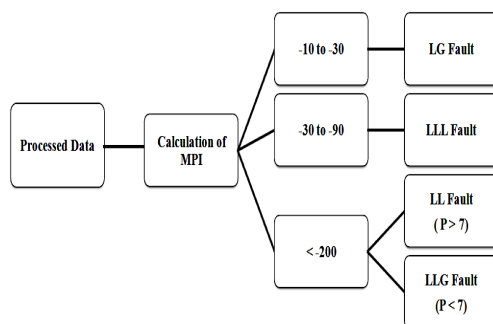 Processed Data
Calculation of
MPI
-10 to -30
LG Fault
-30 to -90
LLL Fault
< -200
LL Fault
( P > 7)
LLG Fault
(P < 7)